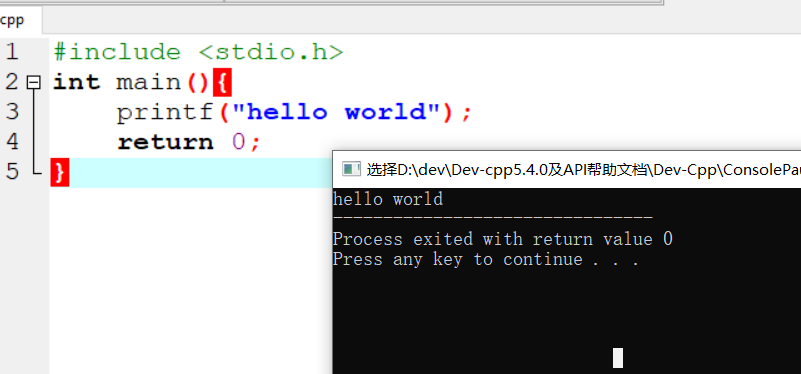 cpp
1 #include <stdio.h>
2 int main(){
3 printf("hello world");
4 return 0;
5 }
选择D:\dev\Dev-cpp5.4.0及API帮助文档\Dev-Cpp\ConsolePau
hello world
--------------------------------
Process exited with return value 0
Press any key to continue . . .